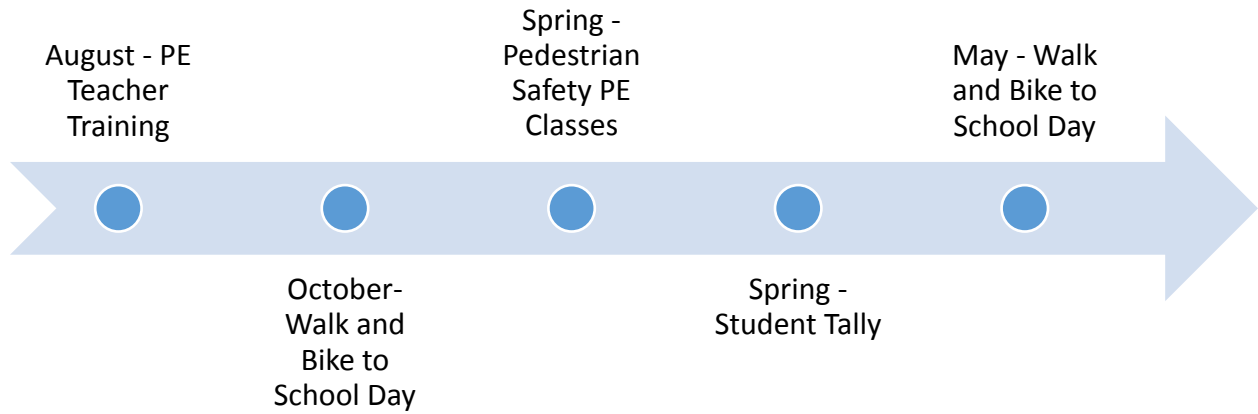 August - PE
Teacher
Training
October-
Walk and
Bike to
School Day
Spring -
Pedestrian
Safety PE
Classes
Spring -
Student Tally
May - Walk
and Bike to
School Day